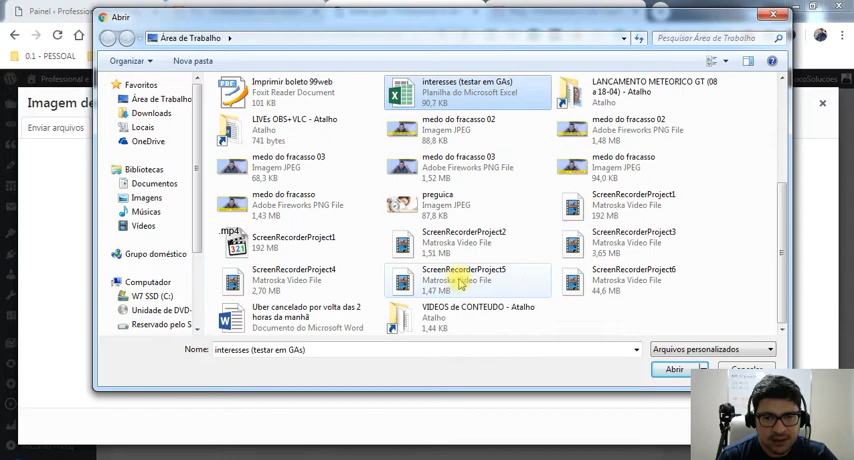 Painel ‹ Profession
Abrir
Área de Trabalho
Pesquisar Área de Trabalho
0.1 - PESSOAL
Organizar
Nova pasta
Professional e
Imagem de
Enviar arquivos
Favoritos
Área de Trabalho
Downloads
Locais
OneDrive
Bibliotecas
Documentos
Imagens
Músicas
Vídeos
Grupo doméstico
Computador
W7 SSD (C:)
Unidade de DVD-
Reservado pelo S
Imprimir boleto 99web
Foxit Reader Document
101 KB
interesses (testar em GAs)
Planilha do Microsoft Excel
90,7 KB
LANCAMENTO METEORICO GT (08
a 18-04) - Atalho
Atalho
LIVEs OBS+VLC - Atalho
Atalho
741 bytes
medo do fracasso 02
Imagem JPEG
88,8 KB
medo do fracasso 02
Adobe Fireworks PNG File
1,48 MB
medo do fracasso 03
Imagem JPEG
68,3 KB
medo do fracasso 03
Adobe Fireworks PNG File
1,52 MB
medo do fracasso
Imagem JPEG
94,0 KB
medo do fracasso
Adobe Fireworks PNG File
1,43 MB
preguica
Imagem JPEG
87,8 KB
ScreenRecorderProject1
Matroska Video File
192 MB
.mp4
321
ScreenRecorderProject1
192 MB
ScreenRecorderProject2
Matroska Video File
1,51 MB
ScreenRecorderProject3
Matroska Video File
3,65 MB
ScreenRecorderProject4
Matroska Video File
2,70 MB
ScreenRecorderProject5
Matroska Video File
1,47 MB
ScreenRecorderProject6
Matroska Video File
44,6 MB
Uber cancelado por volta das 2
horas da manhã
Documento do Microsoft Word
VIDEOS de CONTEUDO - Atalho
Atalho
1,44 KB
Nome:
interesses (testar em GAs)
Arquivos personalizados
Abrir
Cancelar